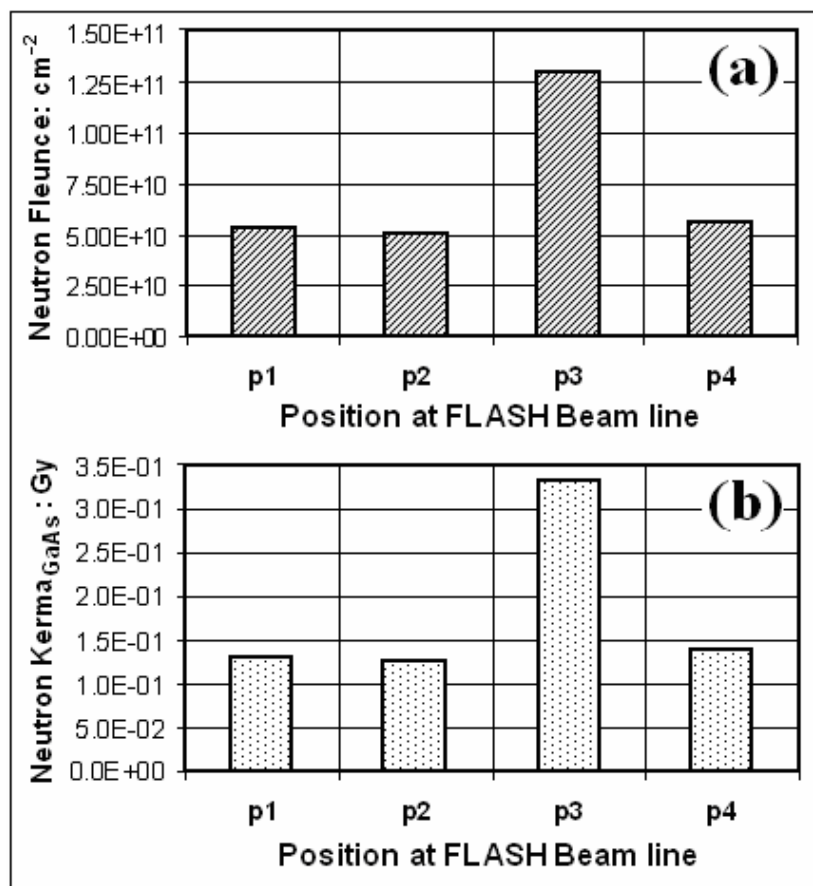 (a)
Neutron Fleunce: cm⁻²
1.50E+11
1.25E+11
1.00E+11
7.50E+10
5.00E+10
2.50E+10
0.00E+00
p1 p2 p3 p4
Position at FLASH Beam line
(b)
Neutron KermaGaAs : Gy
3.5E-01
3.0E-01
2.5E-01
2.0E-01
1.5E-01
1.0E-01
5.0E-02
0.0E+00
p1 p2 p3 p4
Position at FLASH Beam line